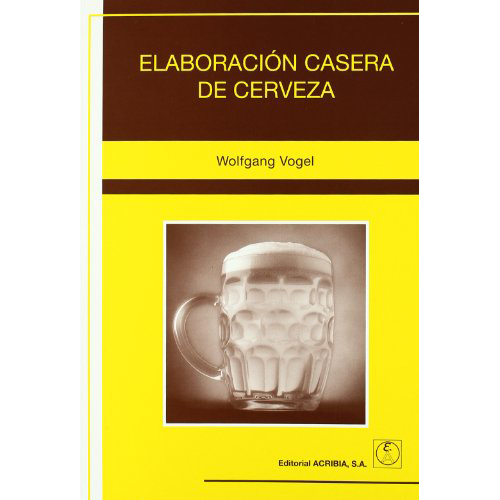 ELABORACIÓN CASERA
DE CERVEZA
Wolfgang Vogel
Editorial ACRIBIA, S.A.